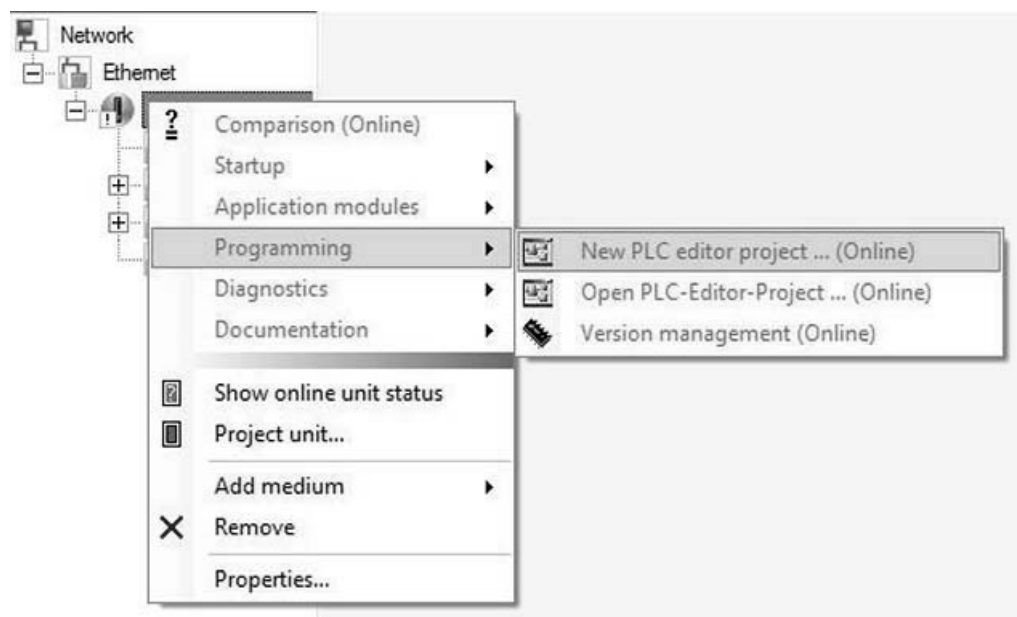 Network
Ethernet
Comparison (Online)
Startup
Application modules
Programming
New PLC editor project ... (Online)
Open PLC-Editor-Project ... (Online)
Version management (Online)
Diagnostics
Documentation
Show online unit status
Project unit...
Add medium
Remove
Properties...